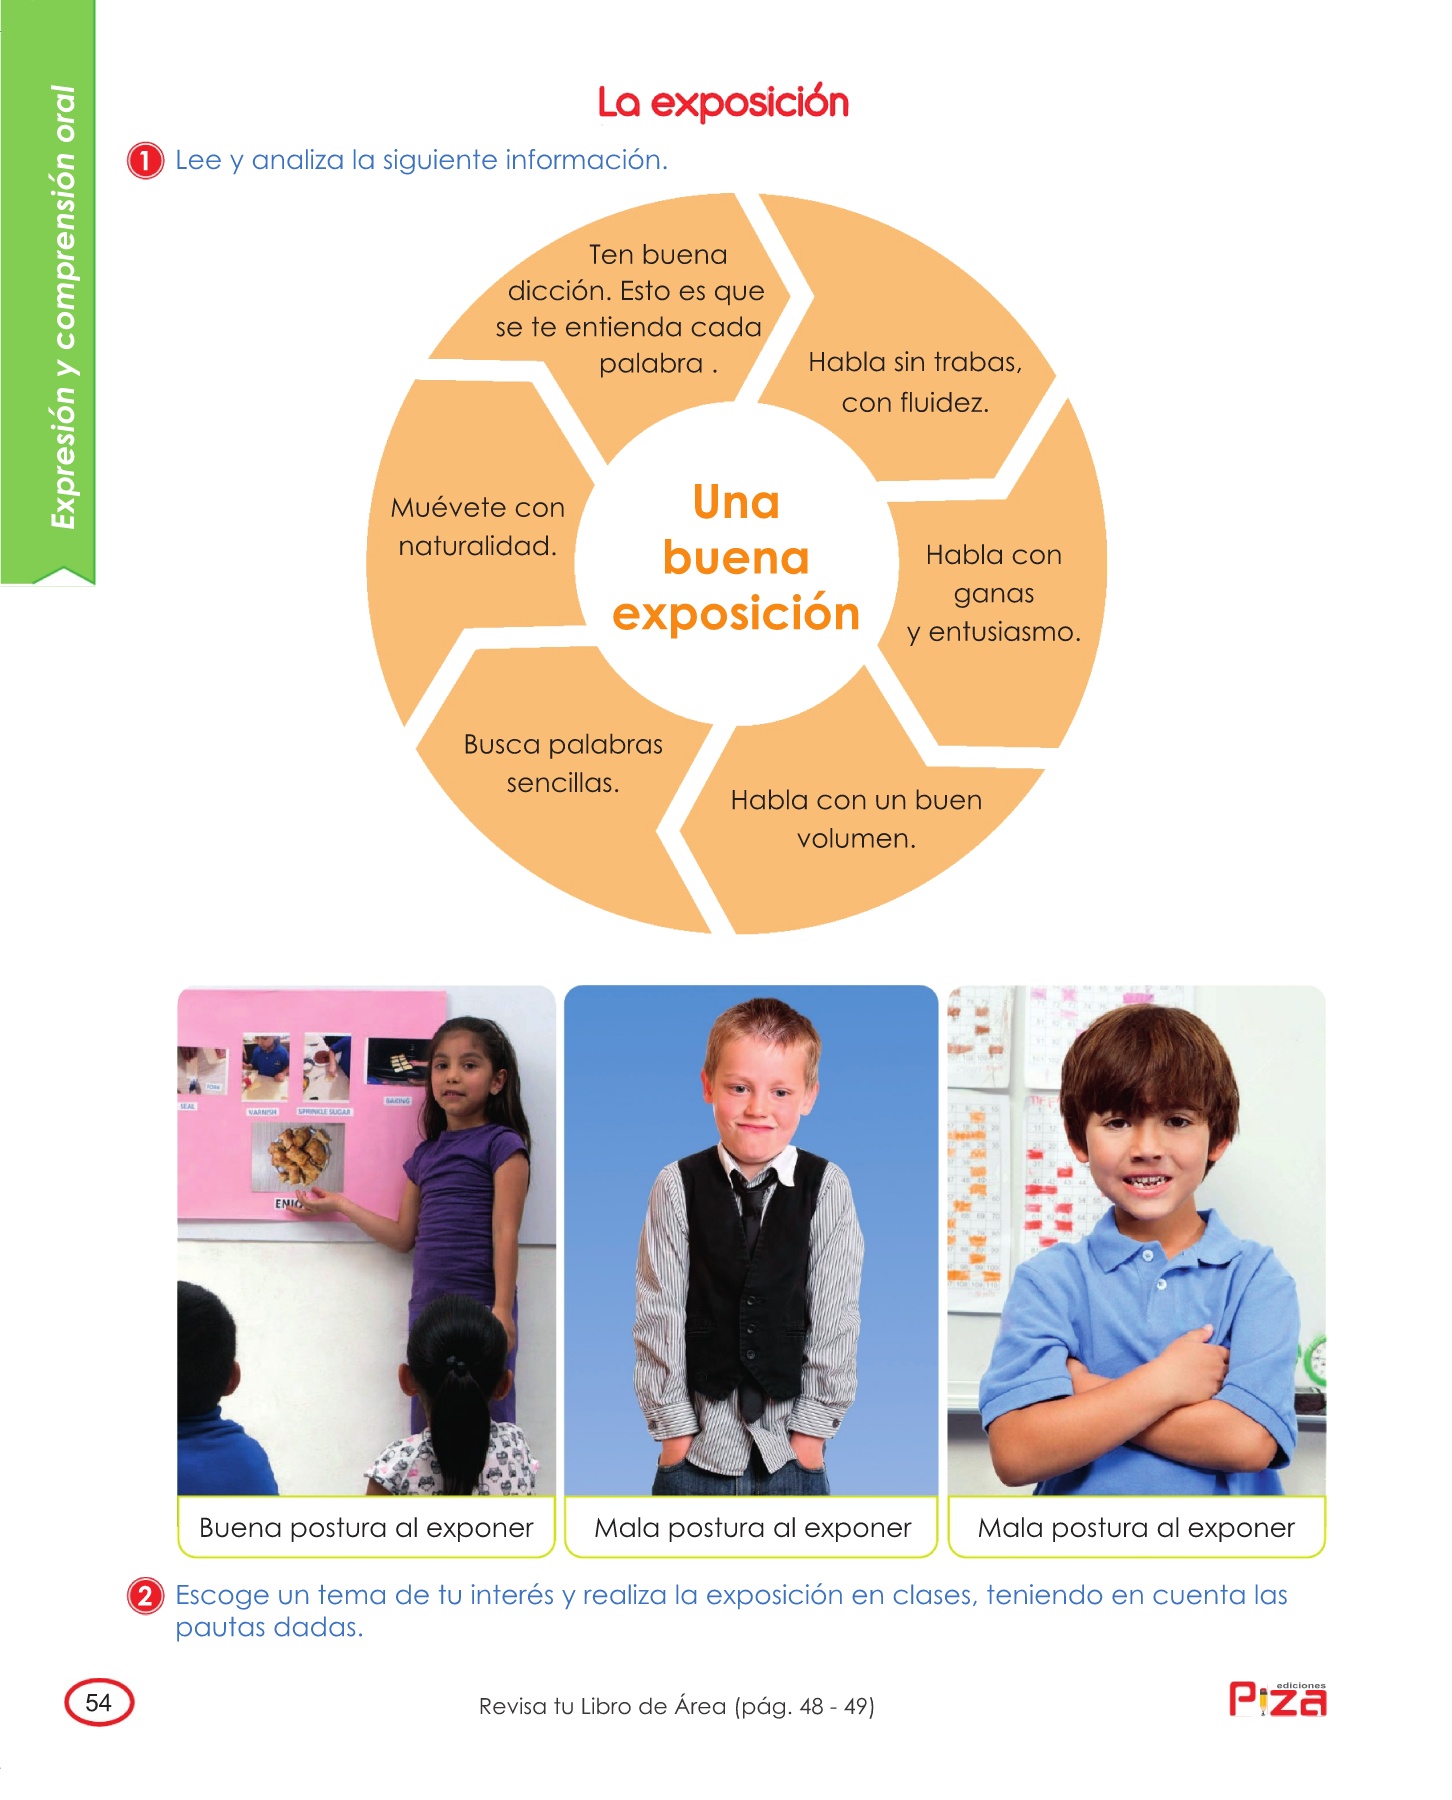 Expresión y comprensión oral
La exposición
1 Lee y analiza la siguiente información.
Ten buena
dicción. Esto es que
se te entienda cada
palabra .
Habla sin trabas,
con fluidez.
Muévete con
naturalidad.
Una
buena
exposición
Habla con
ganas
y entusiasmo.
Busca palabras
sencillas.
Habla con un buen
volumen.
SEAL
FORK
VARNISH
SPRINKLE SUGAR
BAKING
Buena postura al exponer
Mala postura al exponer
Mala postura al exponer
2 Escoge un tema de tu interés y realiza la exposición en clases, teniendo en cuenta las
pautas dadas.
54
Revisa tu Libro de Área (pág. 48 - 49)
ediciones
Piza